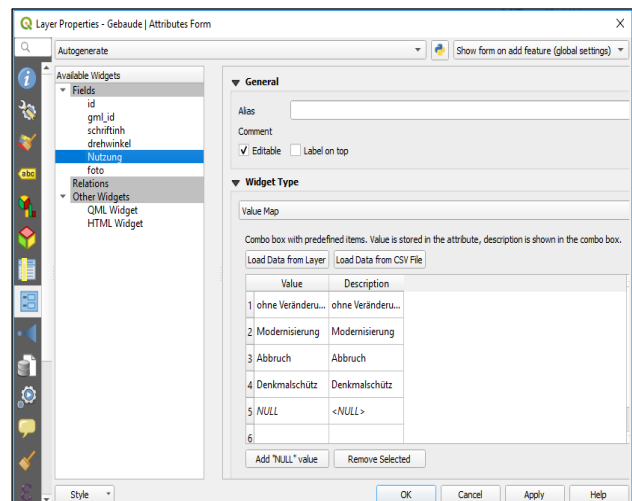 Layer Properties - Gebaude | Attributes Form
Autogenerate
Show form on add feature (global settings)
Available Widgets
Fields
id
gml_id
schriftinh
drehwinkel
Nutzung
foto
Relations
Other Widgets
QML Widget
HTML Widget
General
Alias
Comment
Editable Label on top
Widget Type
Value Map
Combo box with predefined items. Value is stored in the attribute, description is shown in the combo box.
Load Data from Layer Load Data from CSV File
Value Description
1 ohne Veränderu... ohne Veränderu...
2 Modernisierung Modernisierung
3 Abbruch Abbruch
4 Denkmalschütz Denkmalschütz
5 NULL <NULL>
6
Add "NULL" value Remove Selected
Style OK Cancel Apply Help
abc